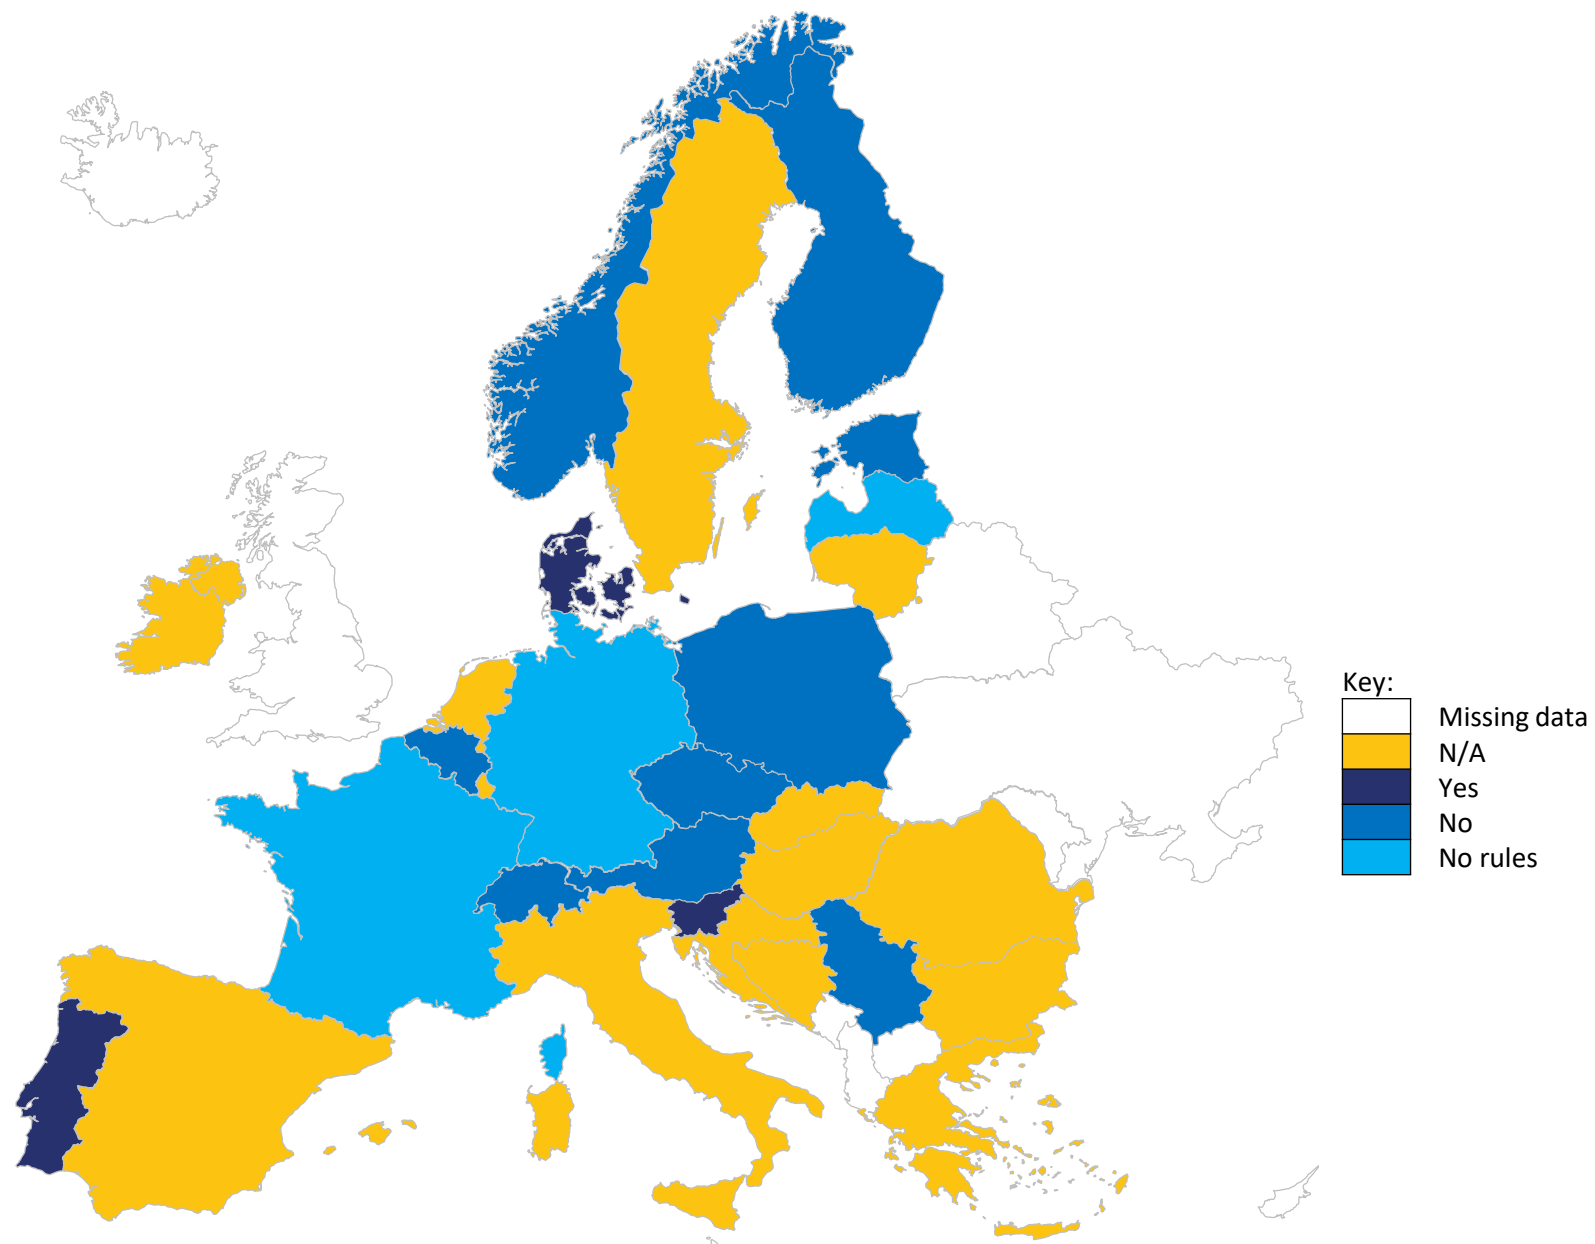 Key:
Missing data
N/A
Yes
No
No rules